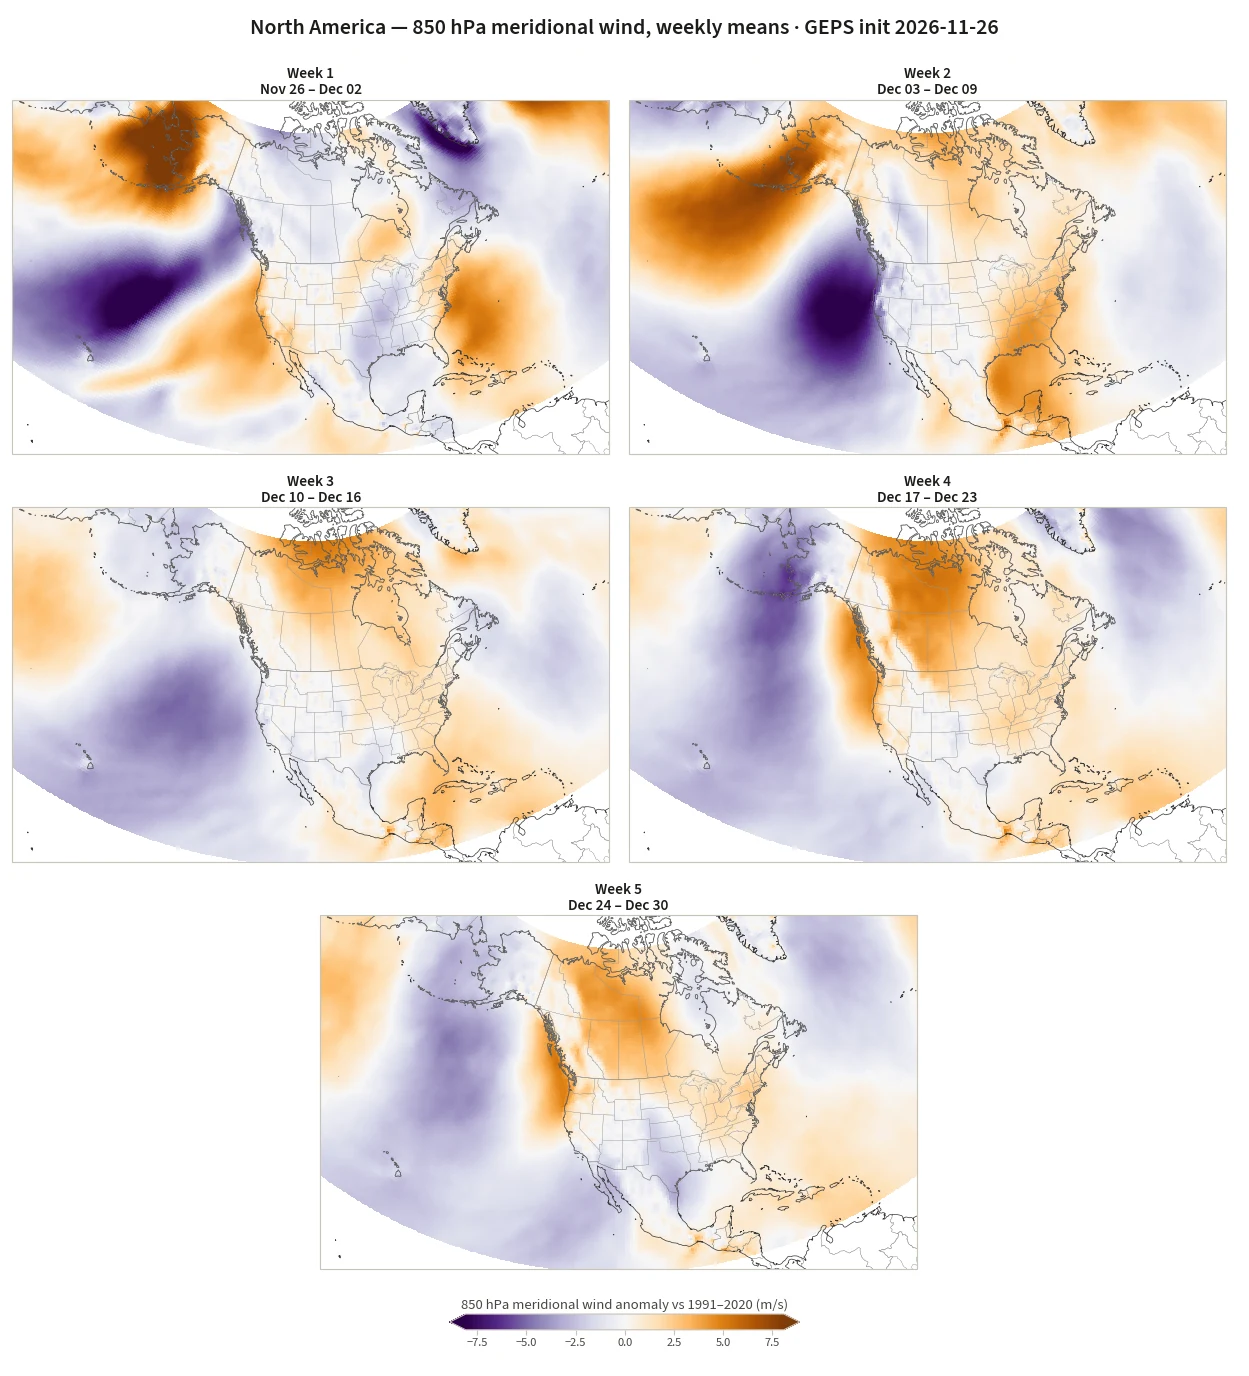 North America — 850 hPa meridional wind, weekly means · GEPS init 2026-11-26
Week 1
Nov 26 – Dec 02
Week 2
Dec 03 – Dec 09
Week 3
Dec 10 – Dec 16
Week 4
Dec 17 – Dec 23
Week 5
Dec 24 – Dec 30
850 hPa meridional wind anomaly vs 1991–2020 (m/s)
−7.5 −5.0 −2.5 0.0 2.5 5.0 7.5